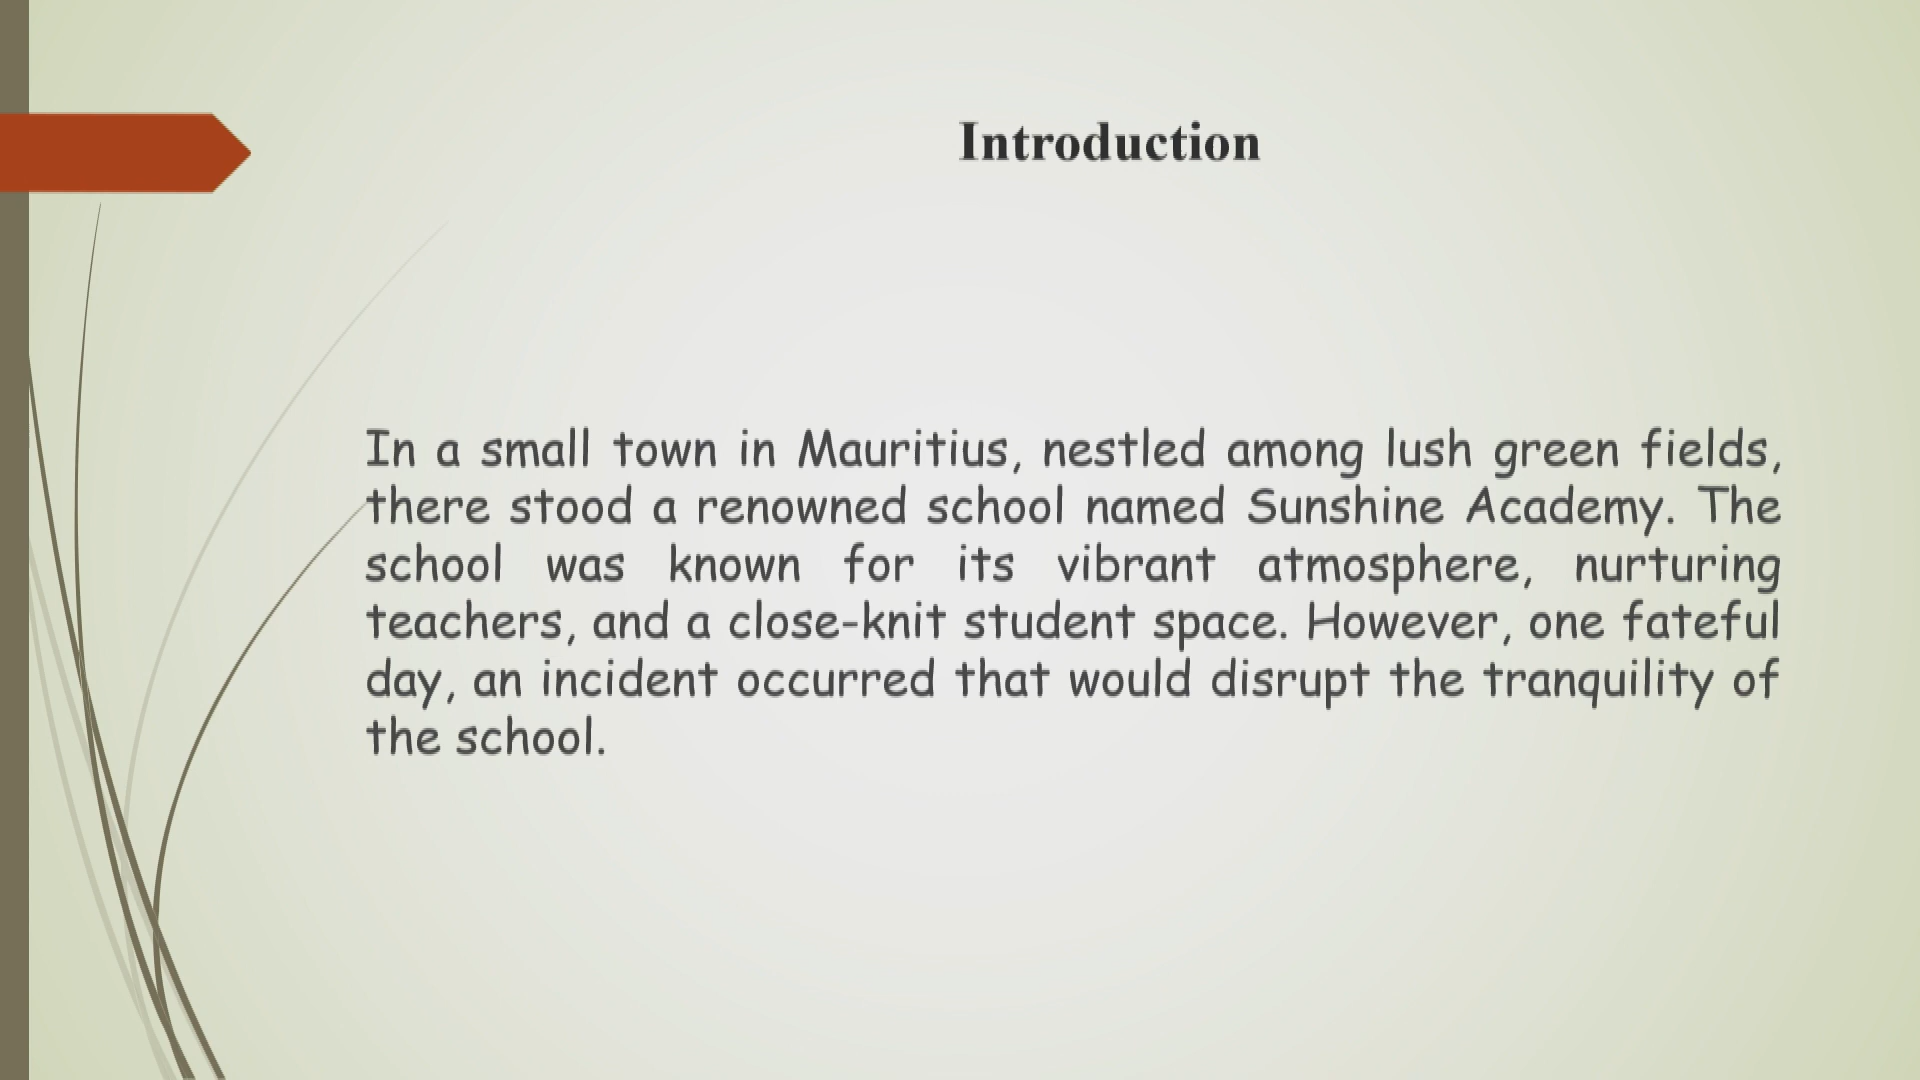 Introduction
In a small town in Mauritius, nestled among lush green fields,
there stood a renowned school named Sunshine Academy. The
school was known for its vibrant atmosphere, nurturing
teachers, and a close-knit student space. However, one fateful
day, an incident occurred that would disrupt the tranquility of
the school.